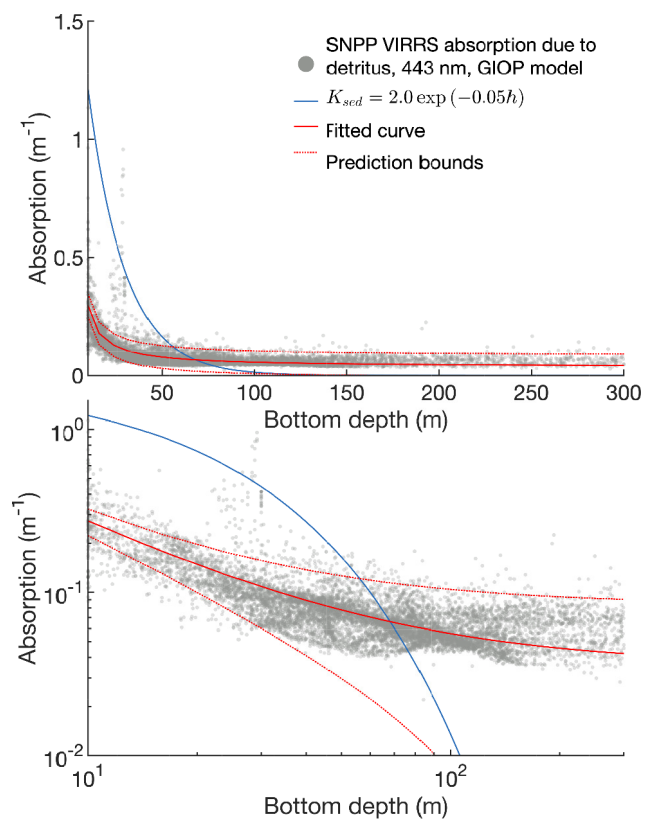 1.5
1
0.5
0
Absorption (m⁻¹)
SNPP VIRRS absorption due to
detritus, 443 nm, GIOP model
K_sed = 2.0 exp (−0.05h)
Fitted curve
Prediction bounds
50 100 150 200 250 300
Bottom depth (m)
10⁰
10⁻¹
10⁻²
Absorption (m⁻¹)
10¹ 10²
Bottom depth (m)